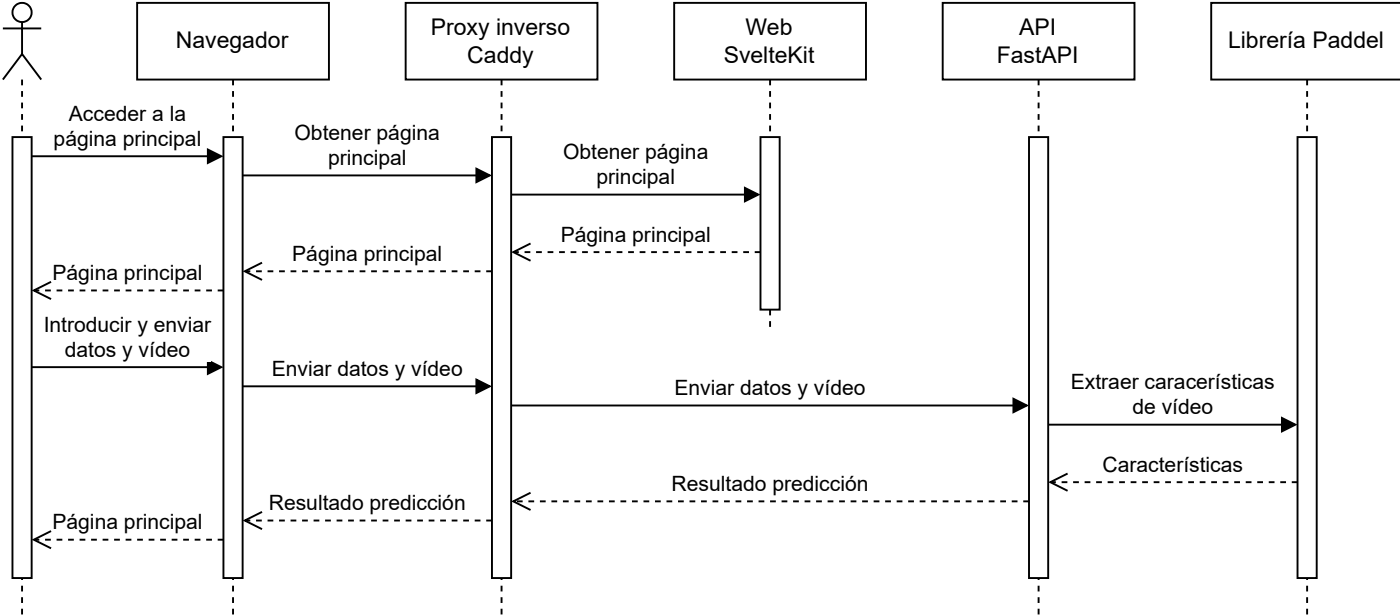 Navegador
Proxy inverso
Caddy
Web
SvelteKit
API
FastAPI
Librería Paddel
Acceder a la
página principal
Obtener página
principal
Obtener página
principal
Página principal
Página principal
Página principal
Introducir y enviar
datos y vídeo
Enviar datos y vídeo
Enviar datos y vídeo
Extraer caracerísticas
de vídeo
Características
Resultado predicción
Resultado predicción
Página principal